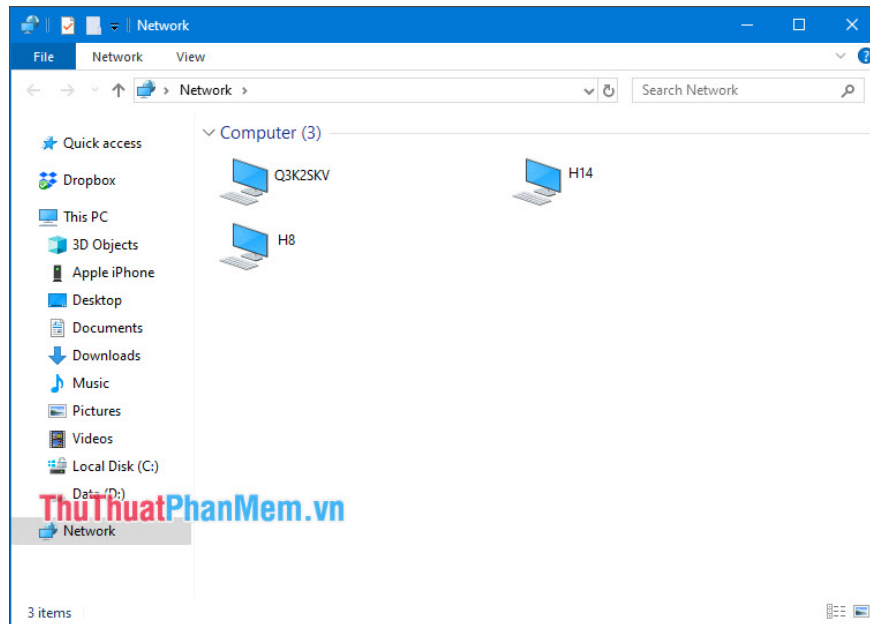 Network
File Network View
Network
Search Network
Quick access
Dropbox
This PC
3D Objects
Apple iPhone
Desktop
Documents
Downloads
Music
Pictures
Videos
Local Disk (C:)
Data (D:)
Network
Computer (3)
Q3K2SKV
H14
H8
ThuThuatPhanMem.vn
3 items